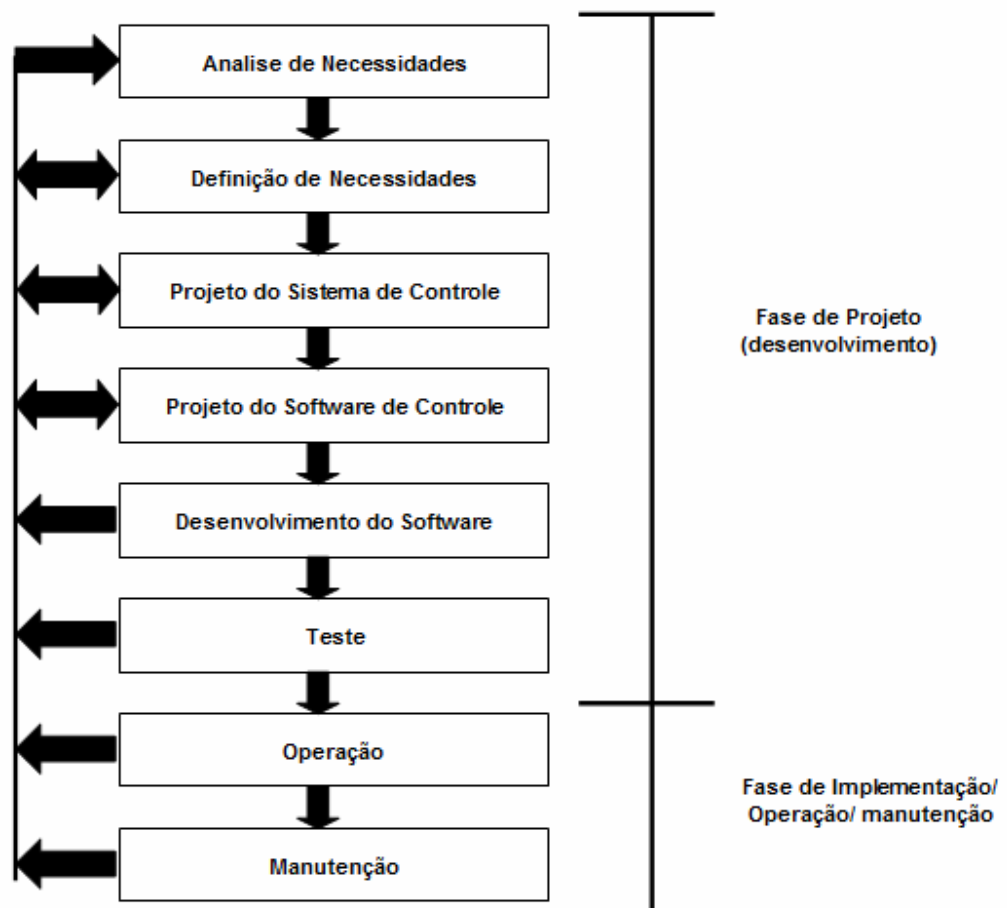 Analise de Necessidades
Definição de Necessidades
Projeto do Sistema de Controle
Projeto do Software de Controle
Desenvolvimento do Software
Teste
Operação
Manutenção
Fase de Projeto
(desenvolvimento)
Fase de Implementação/
Operação/ manutenção